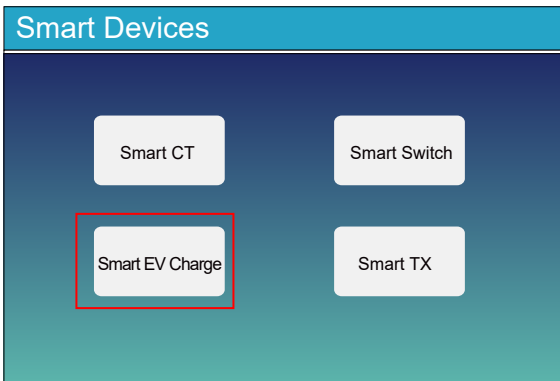 Smart Devices
Smart CT
Smart Switch
Smart EV Charge
Smart TX